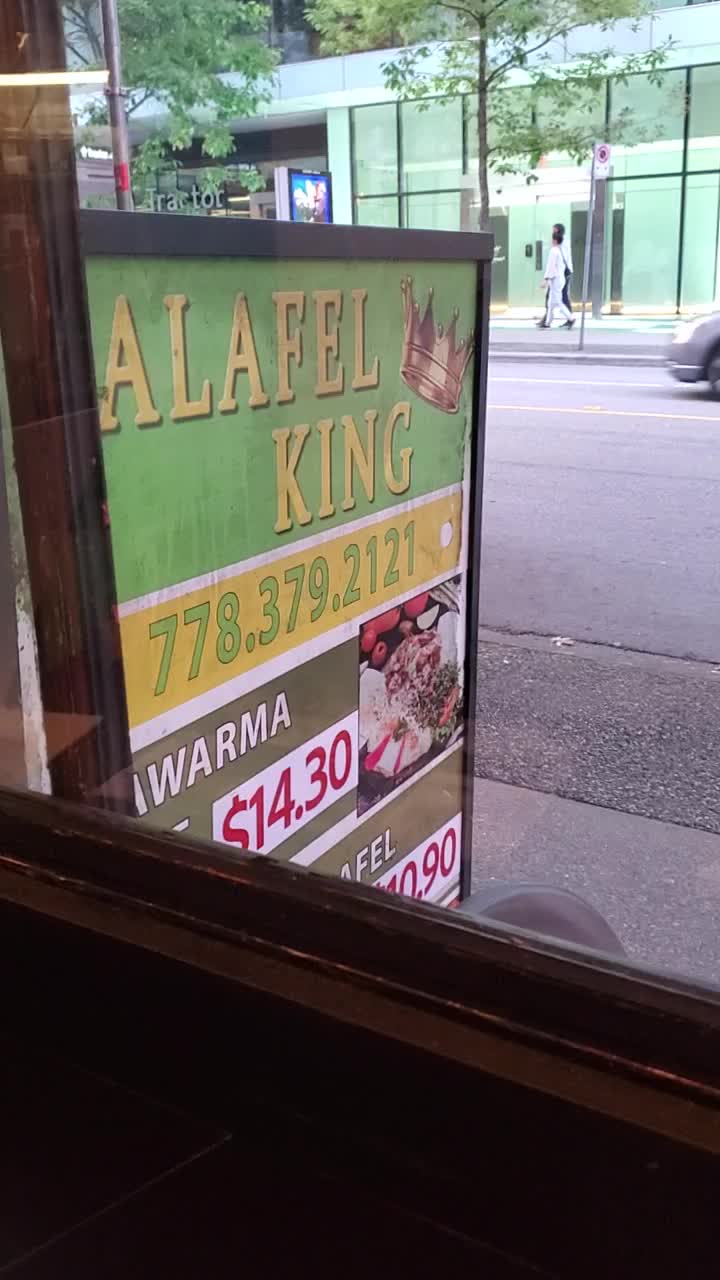 Tractor
ALAFEL
KING
778.379.2121
AWARMA
$14.30
AFEL
10.90